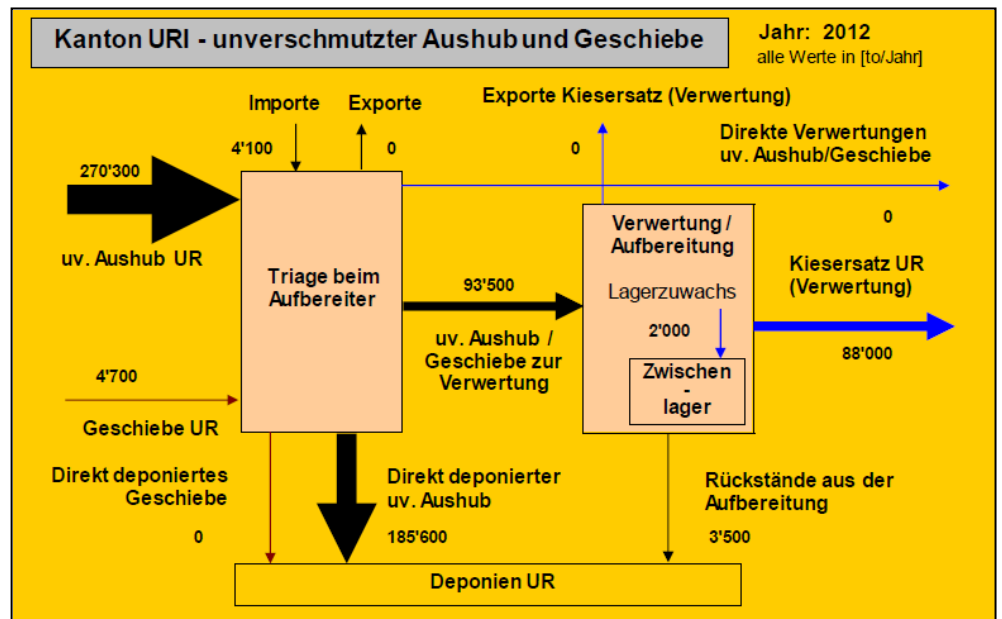 Kanton URI - unverschmutzter Aushub und Geschiebe
Jahr: 2012
alle Werte in [to/Jahr]
Importe
Exporte
Exporte Kiesersatz (Verwertung)
4'100
0
0
Direkte Verwertungen
uv. Aushub/Geschiebe
0
270'300
uv. Aushub UR
Triage beim
Aufbereiter
93'500
uv. Aushub /
Geschiebe zur
Verwertung
Verwertung /
Aufbereitung
Lagerzuwachs
2'000
Zwischen
-
lager
Kiesersatz UR
(Verwertung)
88'000
4'700
Geschiebe UR
Direkt deponiertes
Geschiebe
0
Direkt deponierter
uv. Aushub
185'600
Rückstände aus der
Aufbereitung
3'500
Deponien UR